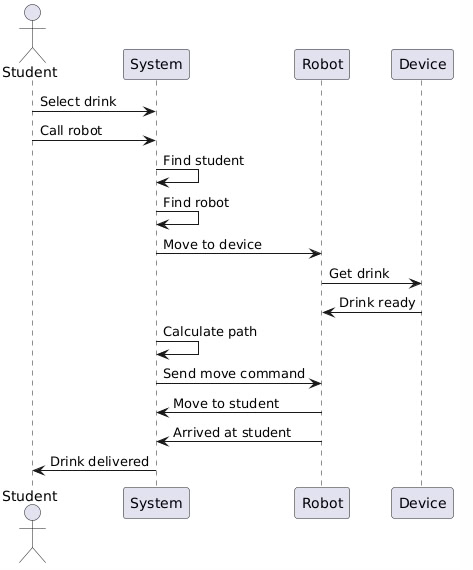 Student
System
Robot
Device
Select drink
Call robot
Find student
Find robot
Move to device
Get drink
Drink ready
Calculate path
Send move command
Move to student
Arrived at student
Drink delivered
Student
System
Robot
Device